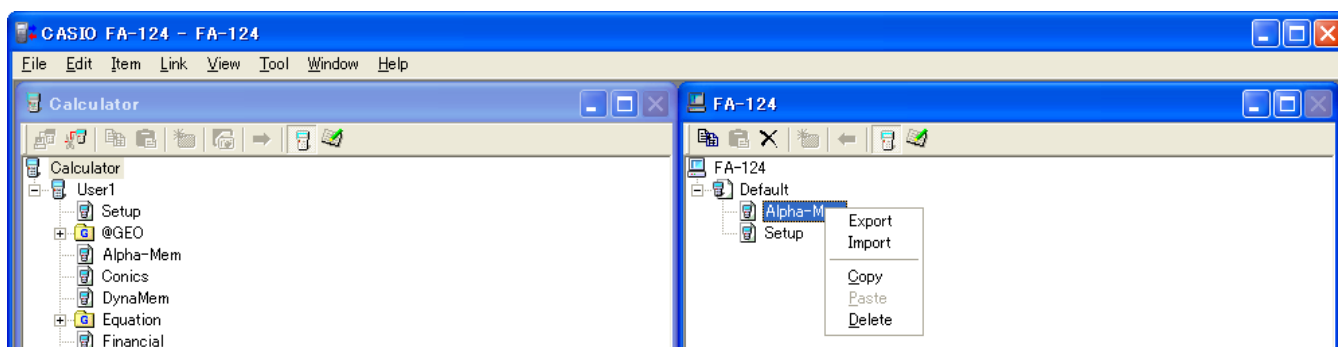 CASIO FA-124 - FA-124
File Edit Item Link View Tool Window Help
Calculator
Calculator
User1
Setup
@GEO
Alpha-Mem
Conics
DynaMem
Equation
Financial
FA-124
FA-124
Default
Alpha-M
Setup
Export
Import
Copy
Paste
Delete